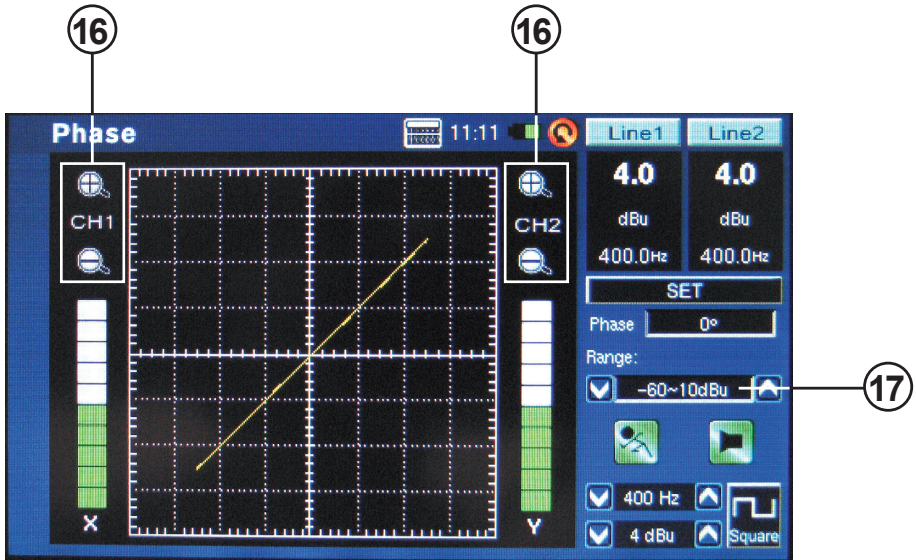 16
16
Phase
11:11
Line1
Line2
4.0
4.0
dBu
dBu
400.0Hz
400.0Hz
CH1
CH2
SET
Phase
0°
Range:
-60~10dBu
17
400 Hz
4 dBu
Square
X
Y